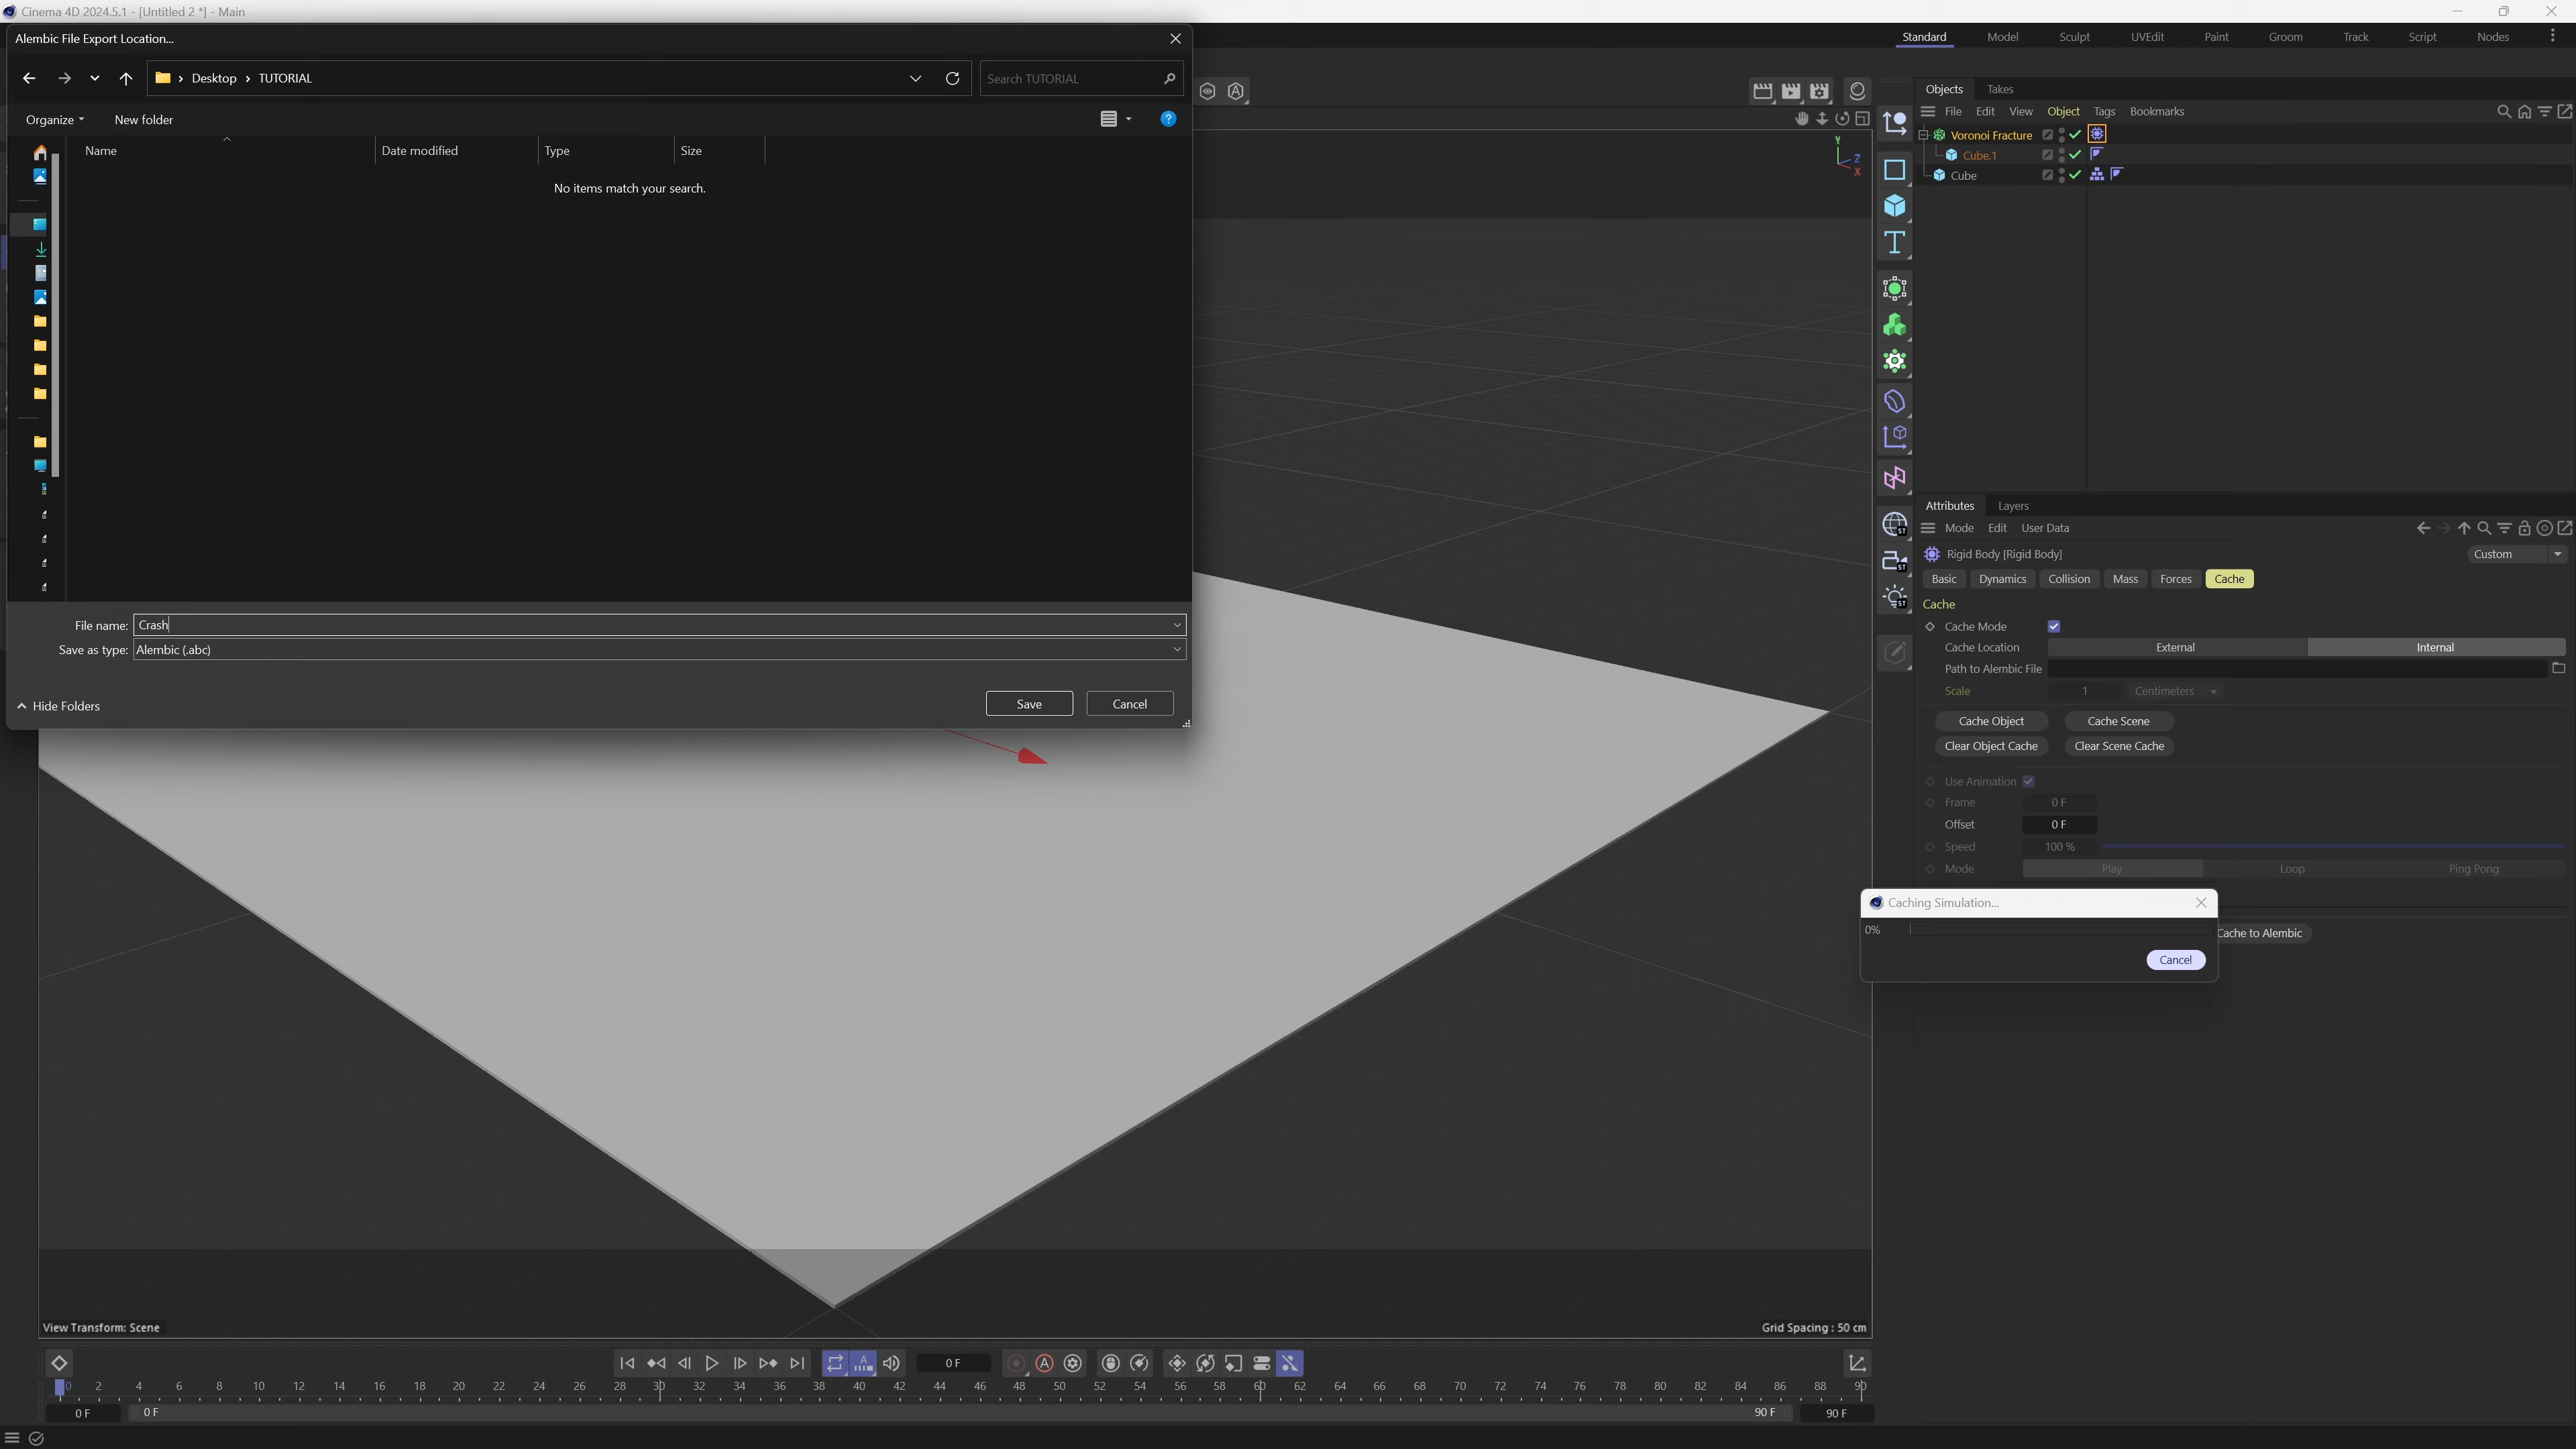 Cinema 4D 2024.5.1 - [Untitled 2 *] - Main
Alembic File Export Location...
Standard Model Sculpt UVEdit Paint Groom Track Script Nodes
Desktop > TUTORIAL
Search TUTORIAL
Organize
New folder
Name Date modified Type Size
No items match your search.
File name: Crash
Save as type: Alembic (.abc)
Hide Folders
Save Cancel
Y
Z
X
Objects Takes
File Edit View Object Tags Bookmarks
Voronoi Fracture
Cube.1
Cube
Attributes Layers
Mode Edit User Data
Rigid Body [Rigid Body] Custom
Basic Dynamics Collision Mass Forces Cache
Cache
Cache Mode
Cache Location External Internal
Path to Alembic File
Scale 1 Centimeters
Cache Object Cache Scene
Clear Object Cache Clear Scene Cache
Use Animation
Frame 0 F
Offset 0 F
Speed 100 %
Mode Play Loop Ping Pong
Caching Simulation...
0%
Cache to Alembic
Cancel
View Transform: Scene
Grid Spacing : 50 cm
0 F
0 2 4 6 8 10 12 14 16 18 20 22 24 26 28 30 32 34 36 38 40 42 44 46 48 50 52 54 56 58 60 62 64 66 68 70 72 74 76 78 80 82 84 86 88 90
0 F 0 F 90 F 90 F